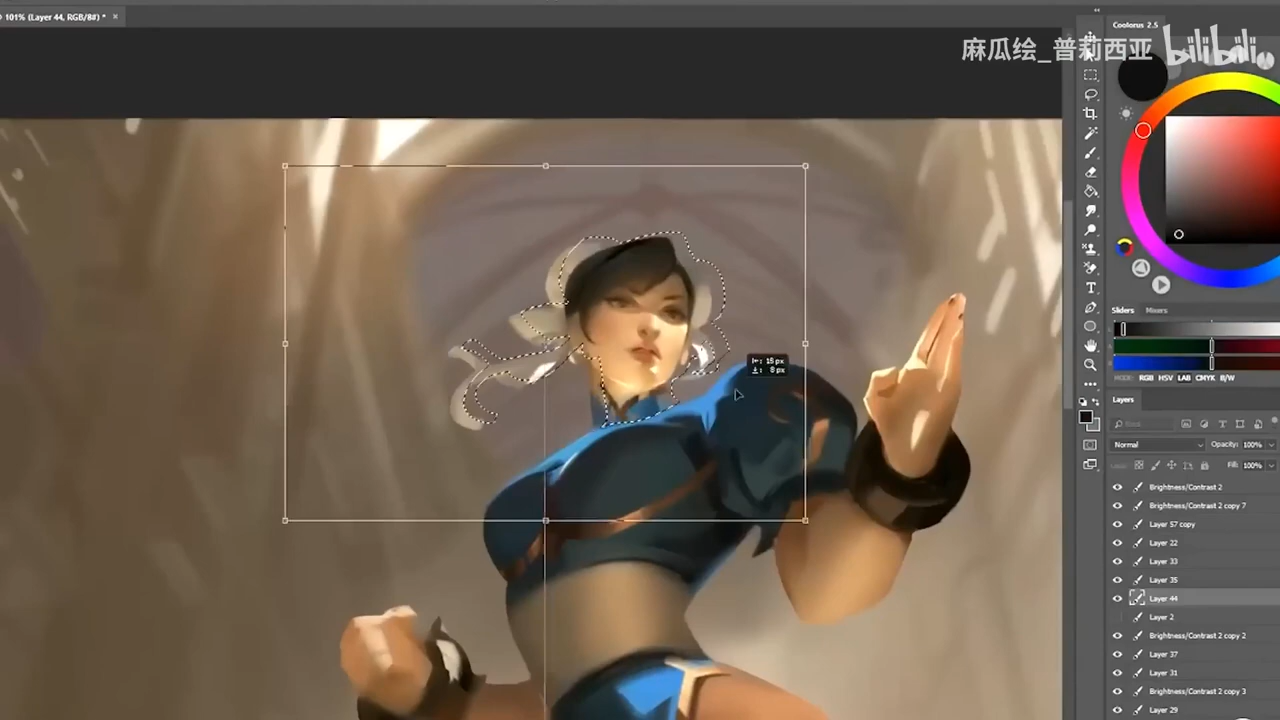 101% (Layer 44, RGB/8#) *
Coolorus 2.5
麻瓜绘_普莉西亚 bilibili
Sliders Mixers
15 px
MODE: RGB HSV LAB CMYK B/W
Layers
Normal
Opacity: 100%
Fill: 100%
Brightness/Contrast 2
Brightness/Contrast 2 copy 7
Layer 57 copy
Layer 22
Layer 33
Layer 35
Layer 44
Layer 2
Brightness/Contrast 2 copy 2
Layer 37
Layer 31
Brightness/Contrast 2 copy 3
Layer 29